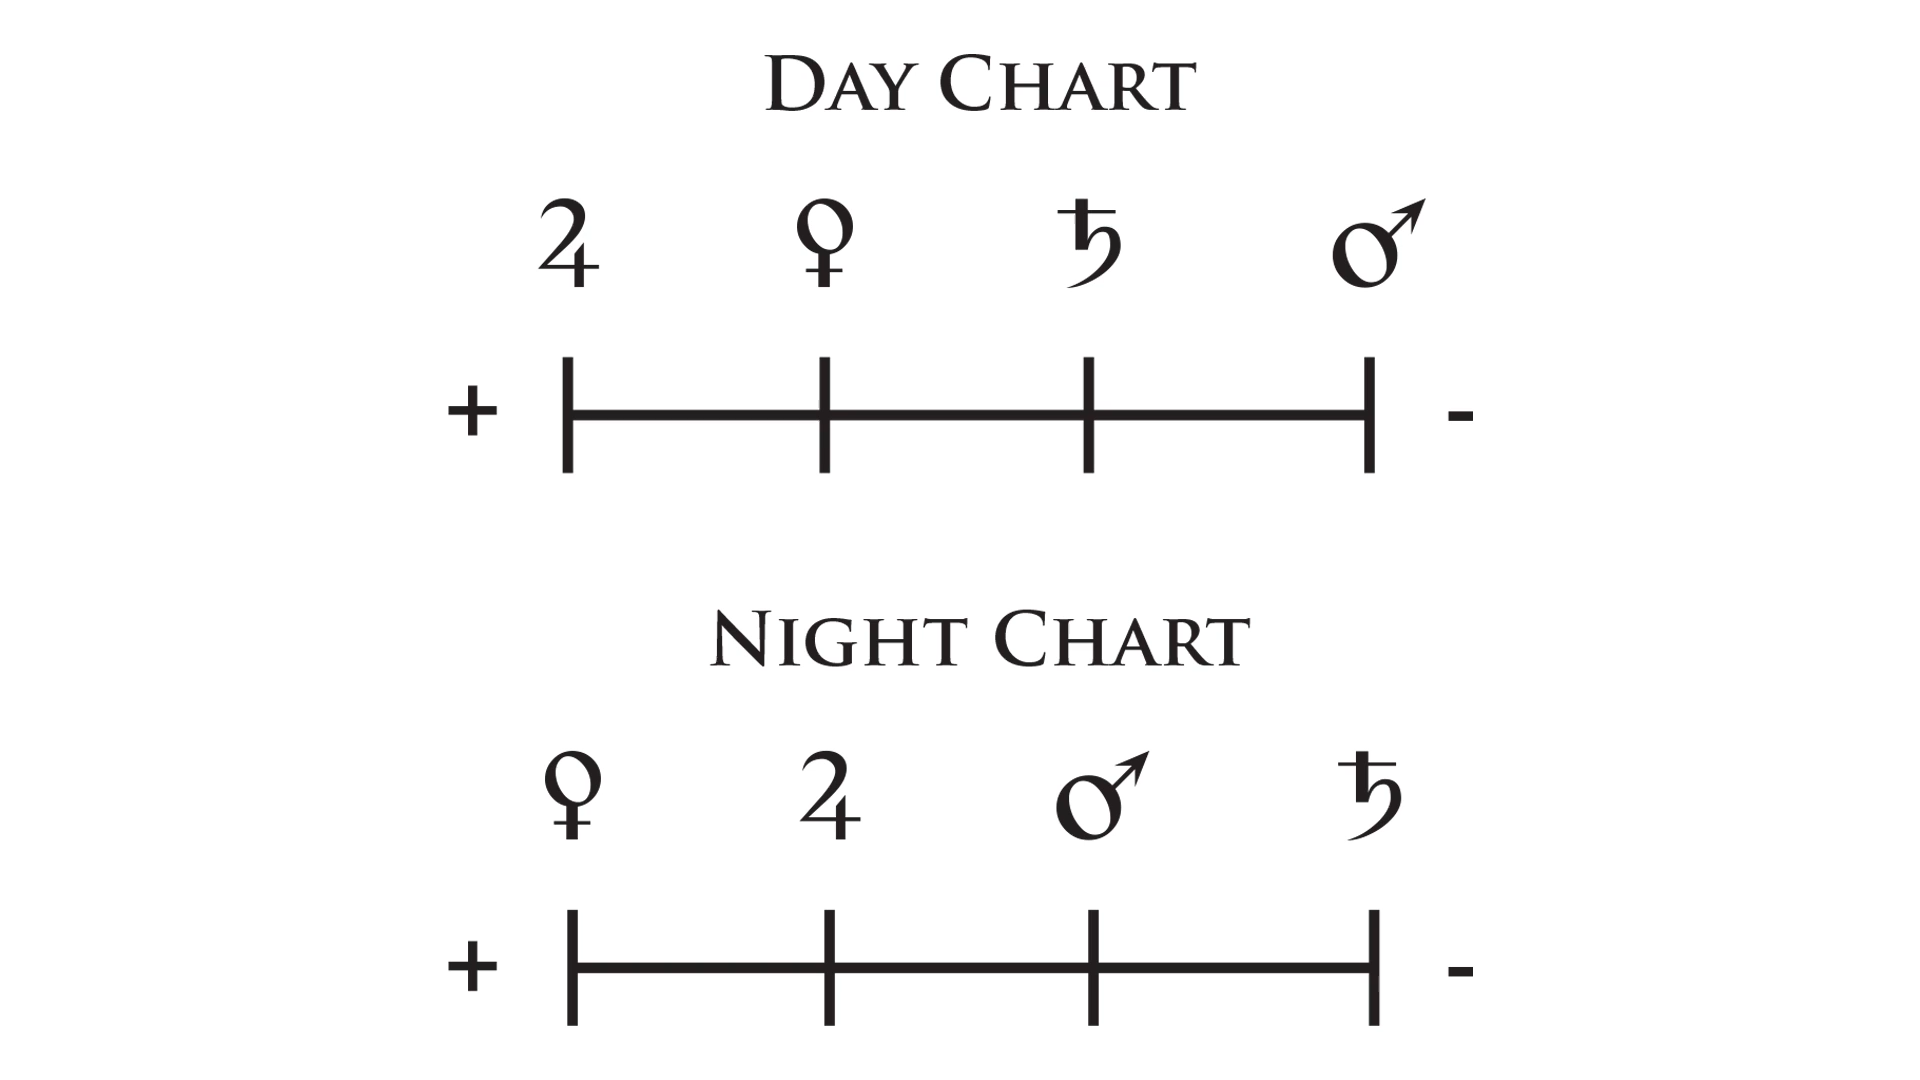 DAY CHART
♃ ♀ ♄ ♂
+ -
NIGHT CHART
♀ ♃ ♂ ♄
+ -